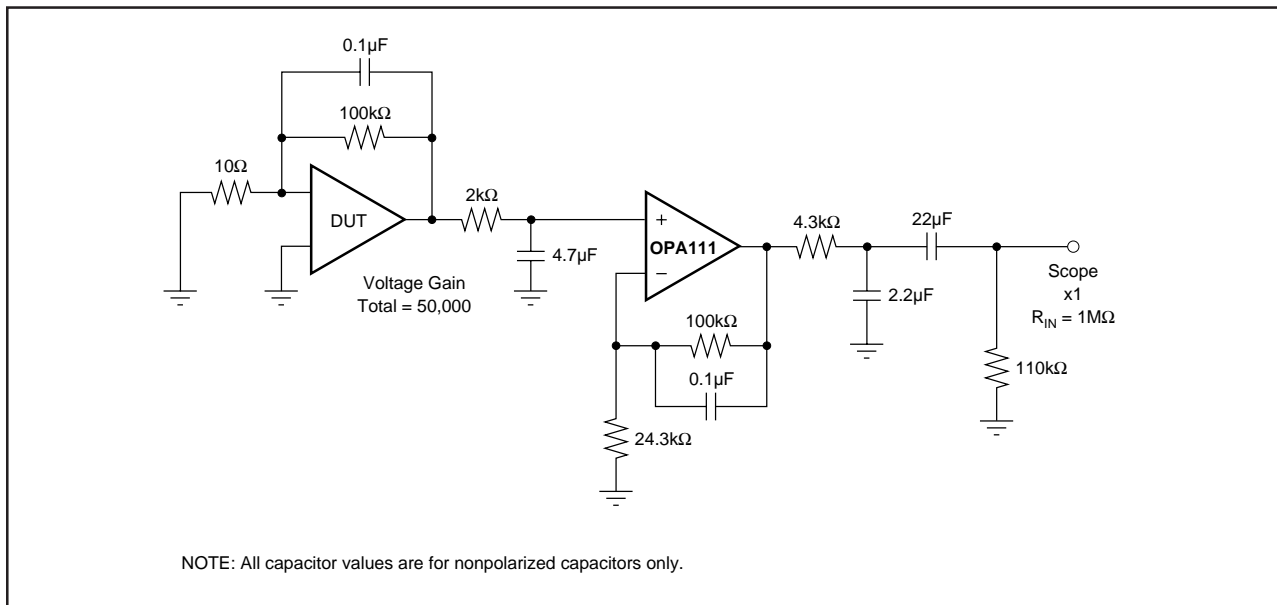 0.1µF
100kΩ
10Ω
DUT
Voltage Gain
Total = 50,000
2kΩ
4.7µF
+
OPA111
–
100kΩ
0.1µF
24.3kΩ
4.3kΩ
22µF
2.2µF
Scope
x1
RIN = 1MΩ
110kΩ
NOTE: All capacitor values are for nonpolarized capacitors only.